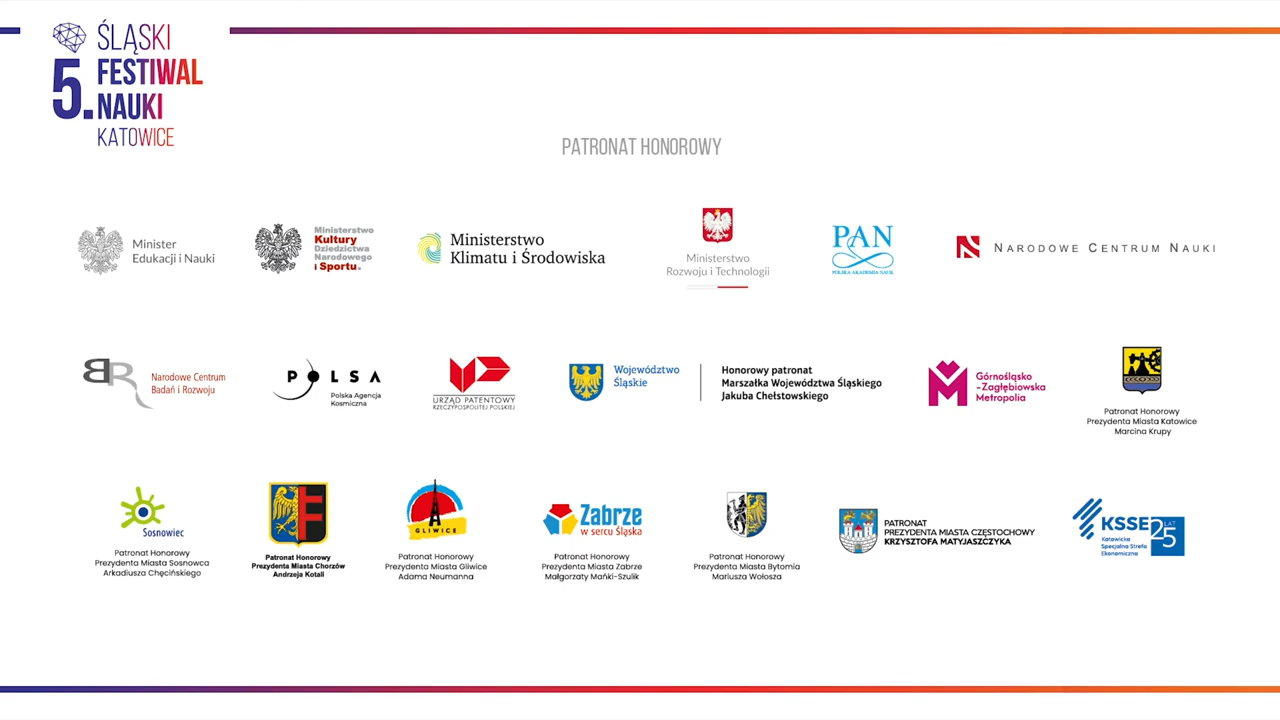 ŚLĄSKI
5. FESTIWAL
NAUKI
KATOWICE
PATRONAT HONOROWY
Minister
Edukacji i Nauki
Ministerstwo
Kultury
Dziedzictwa
Narodowego
i Sportu.
Ministerstwo
Klimatu i Środowiska
Ministerstwo
Rozwoju i Technologii
PAN
POLSKA AKADEMIA NAUK
NARODOWE CENTRUM NAUKI
BR
Narodowe Centrum
Badań i Rozwoju
POLSA
Polska Agencja
Kosmiczna
URZĄD PATENTOWY
RZECZYPOSPOLITEJ POLSKIEJ
Województwo
Śląskie
Honorowy patronat
Marszałka Województwa Śląskiego
Jakuba Chełstowskiego
Górnośląsko
-Zagłębiowska
Metropolia
Patronat Honorowy
Prezydenta Miasta Katowice
Marcina Krupy
Sosnowiec
Patronat Honorowy
Prezydenta Miasta Sosnowca
Arkadiusza Chęcińskiego
Patronat Honorowy
Prezydenta Miasta Chorzów
Andrzeja Kotali
GLIWICE
Patronat Honorowy
Prezydenta Miasta Gliwice
Adama Neumanna
Zabrze
w sercu Śląska
Patronat Honorowy
Prezydenta Miasta Zabrze
Małgorzaty Mańki-Szulik
Patronat Honorowy
Prezydenta Miasta Bytomia
Mariusza Wołosza
PATRONAT
PREZYDENTA MIASTA CZĘSTOCHOWY
KRZYSZTOFA MATYJASZCZYKA
KSSE 25 LAT
Katowicka
Specjalna Strefa
Ekonomiczna